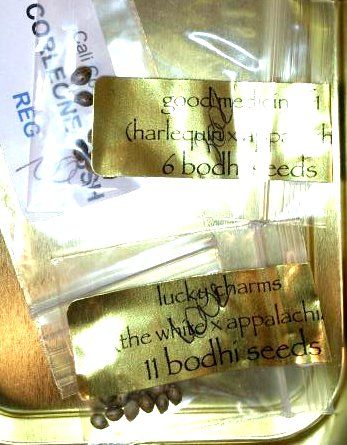 Cali
CORLEONE
REG
good medicine
(harlequin x appalach
6 bodhi seeds
lucky charms
the white x appalachi
11 bodhi seeds